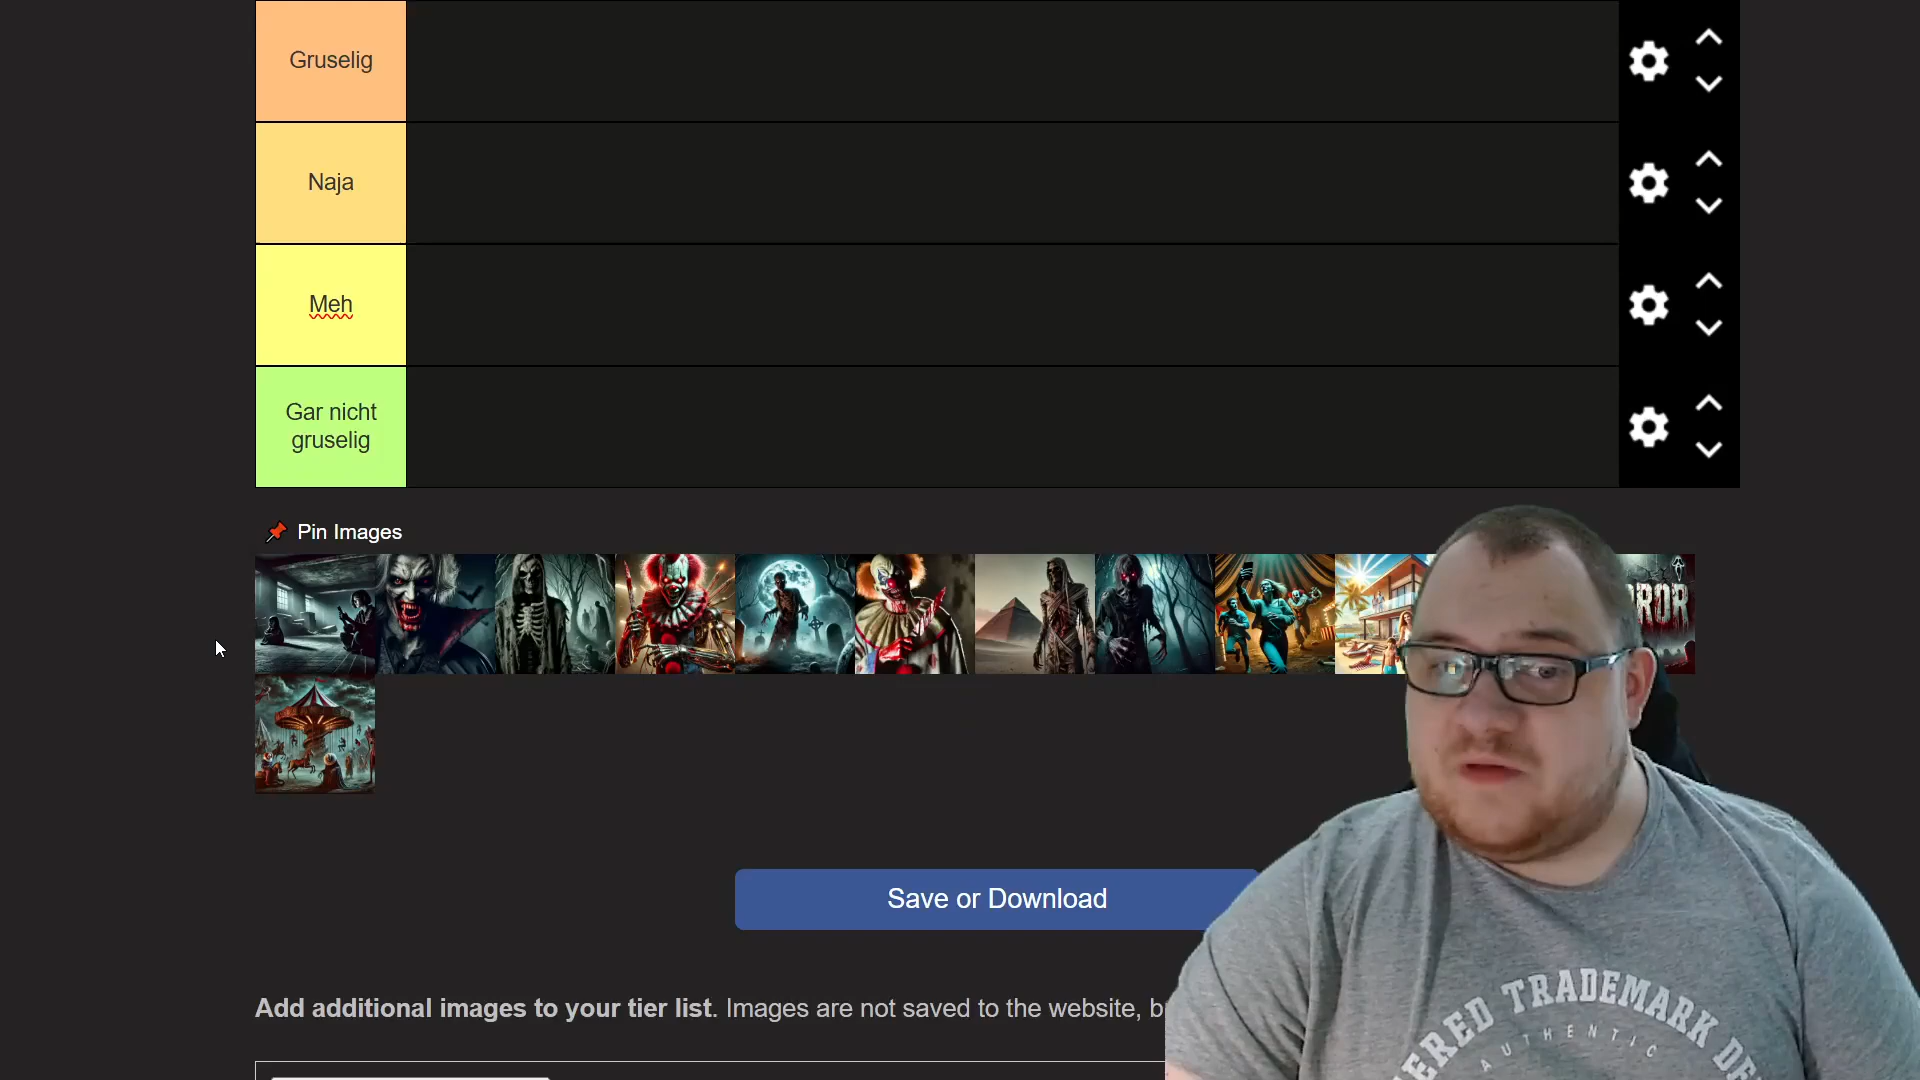 Gruselig
Naja
Meh
Gar nicht
gruselig
Pin Images
Save or Download
Add additional images to your tier list. Images are not saved to the website,
TRADEMARK
AUTHENTIC